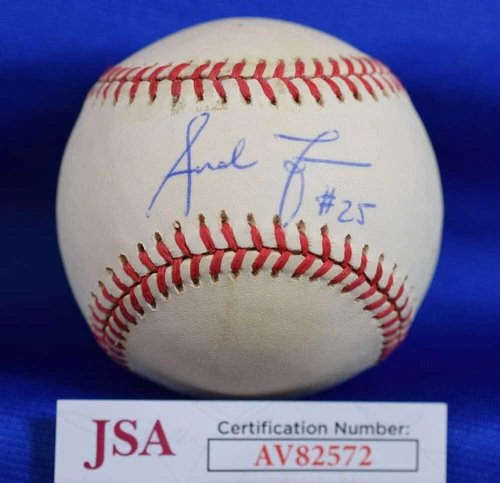 #25
JSA
Certification Number:
AV82572